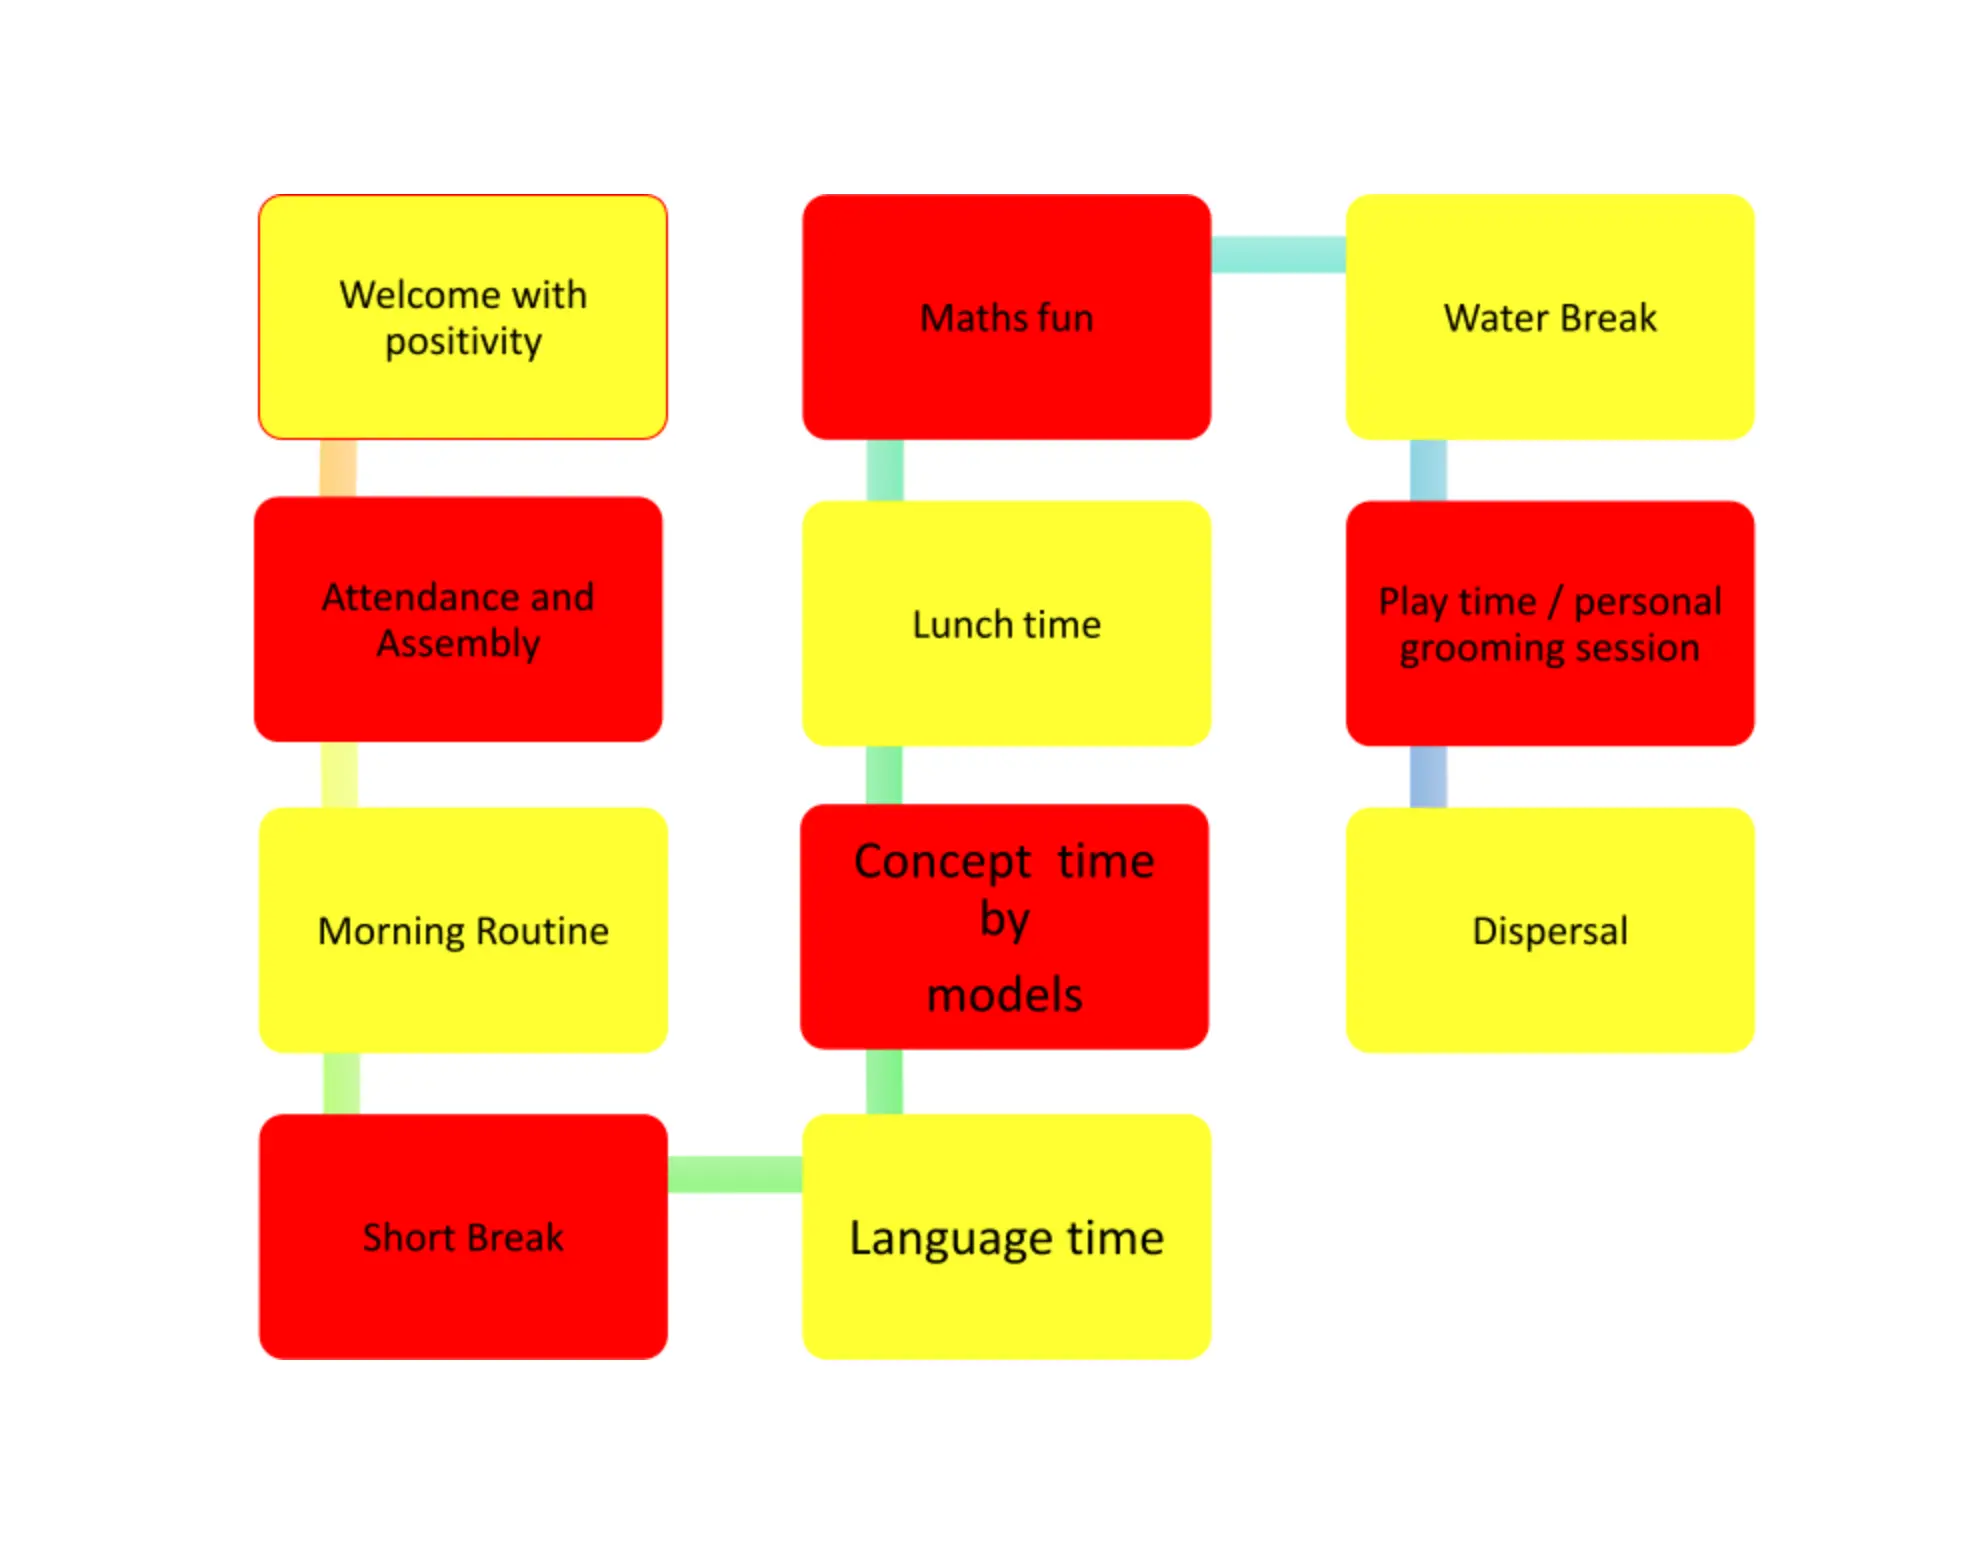 Welcome with
positivity
Attendance and
Assembly
Morning Routine
Short Break
Language time
Concept  time
by
models
Lunch time
Maths fun
Water Break
Play time / personal
grooming session
Dispersal